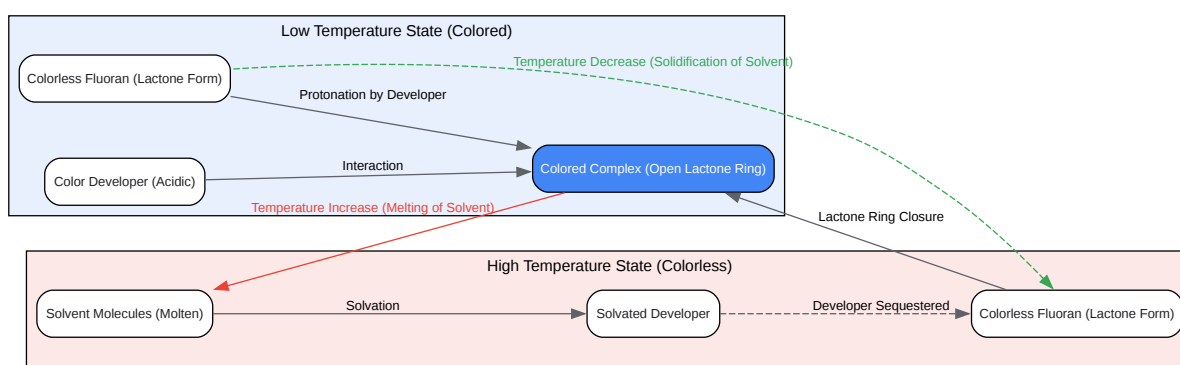 Low Temperature State (Colored)
Colorless Fluoran (Lactone Form)
Temperature Decrease (Solidification of Solvent)
Protonation by Developer
Color Developer (Acidic)
Interaction
Colored Complex (Open Lactone Ring)
Temperature Increase (Melting of Solvent)
Lactone Ring Closure
High Temperature State (Colorless)
Solvent Molecules (Molten)
Solvation
Solvated Developer
Developer Sequestered
Colorless Fluoran (Lactone Form)